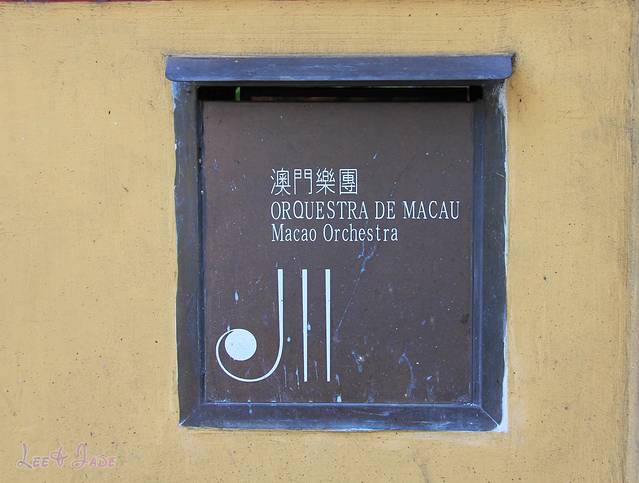 澳門樂團
ORQUESTRA DE MACAU
Macao Orchestra
Lee & Jade